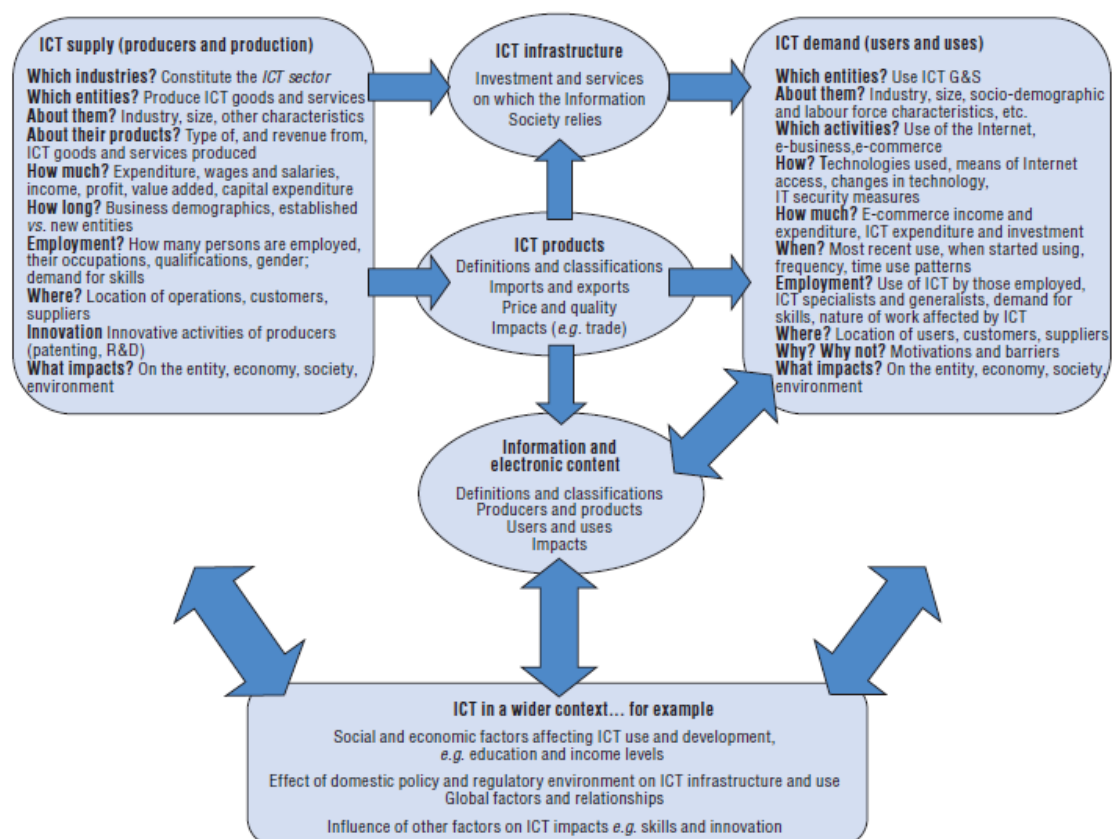 ICT supply (producers and production)
Which industries? Constitute the ICT sector
Which entities? Produce ICT goods and services
About them? Industry, size, other characteristics
About their products? Type of, and revenue from,
ICT goods and services produced
How much? Expenditure, wages and salaries,
income, profit, value added, capital expenditure
How long? Business demographics, established
vs. new entities
Employment? How many persons are employed,
their occupations, qualifications, gender;
demand for skills
Where? Location of operations, customers,
suppliers
Innovation Innovative activities of producers
(patenting, R&D)
What impacts? On the entity, economy, society,
environment
ICT infrastructure
Investment and services
on which the Information
Society relies
ICT products
Definitions and classifications
Imports and exports
Price and quality
Impacts (e.g. trade)
Information and
electronic content
Definitions and classifications
Producers and products
Users and uses
Impacts
ICT demand (users and uses)
Which entities? Use ICT G&S
About them? Industry, size, socio-demographic
and labour force characteristics, etc.
Which activities? Use of the Internet,
e-business,e-commerce
How? Technologies used, means of Internet
access, changes in technology,
IT security measures
How much? E-commerce income and
expenditure, ICT expenditure and investment
When? Most recent use, when started using,
frequency, time use patterns
Employment? Use of ICT by those employed,
ICT specialists and generalists, demand for
skills, nature of work affected by ICT
Where? Location of users, customers, suppliers
Why? Why not? Motivations and barriers
What impacts? On the entity, economy, society,
environment
ICT in a wider context... for example
Social and economic factors affecting ICT use and development,
e.g. education and income levels
Effect of domestic policy and regulatory environment on ICT infrastructure and use
Global factors and relationships
Influence of other factors on ICT impacts e.g. skills and innovation